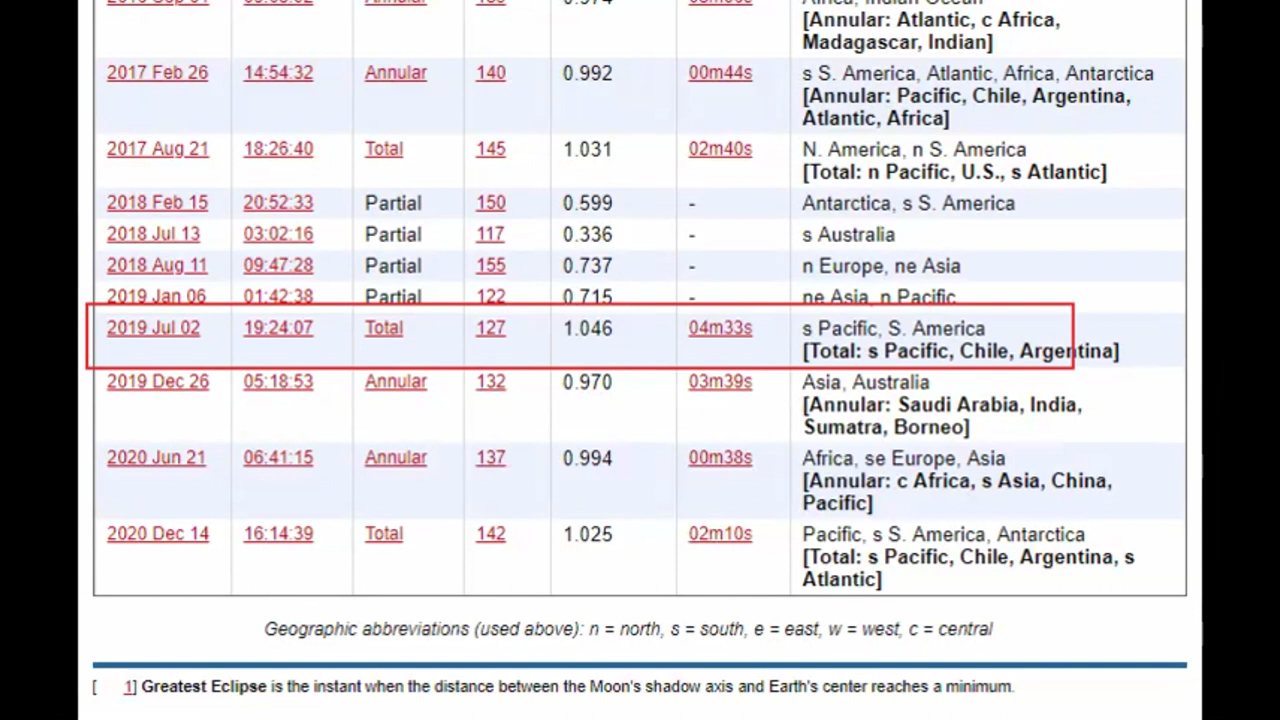 [Annular: Atlantic, c Africa,
Madagascar, Indian]
2017 Feb 26 14:54:32 Annular 140 0.992 00m44s s S. America, Atlantic, Africa, Antarctica
[Annular: Pacific, Chile, Argentina,
Atlantic, Africa]
2017 Aug 21 18:26:40 Total 145 1.031 02m40s N. America, n S. America
[Total: n Pacific, U.S., s Atlantic]
2018 Feb 15 20:52:33 Partial 150 0.599 - Antarctica, s S. America
2018 Jul 13 03:02:16 Partial 117 0.336 - s Australia
2018 Aug 11 09:47:28 Partial 155 0.737 - n Europe, ne Asia
2019 Jan 06 01:42:38 Partial 122 0.715 - ne Asia, n Pacific
2019 Jul 02 19:24:07 Total 127 1.046 04m33s s Pacific, S. America
[Total: s Pacific, Chile, Argentina]
2019 Dec 26 05:18:53 Annular 132 0.970 03m39s Asia, Australia
[Annular: Saudi Arabia, India,
Sumatra, Borneo]
2020 Jun 21 06:41:15 Annular 137 0.994 00m38s Africa, se Europe, Asia
[Annular: c Africa, s Asia, China,
Pacific]
2020 Dec 14 16:14:39 Total 142 1.025 02m10s Pacific, s S. America, Antarctica
[Total: s Pacific, Chile, Argentina, s
Atlantic]
Geographic abbreviations (used above): n = north, s = south, e = east, w = west, c = central
[ 1] Greatest Eclipse is the instant when the distance between the Moon's shadow axis and Earth's center reaches a minimum.